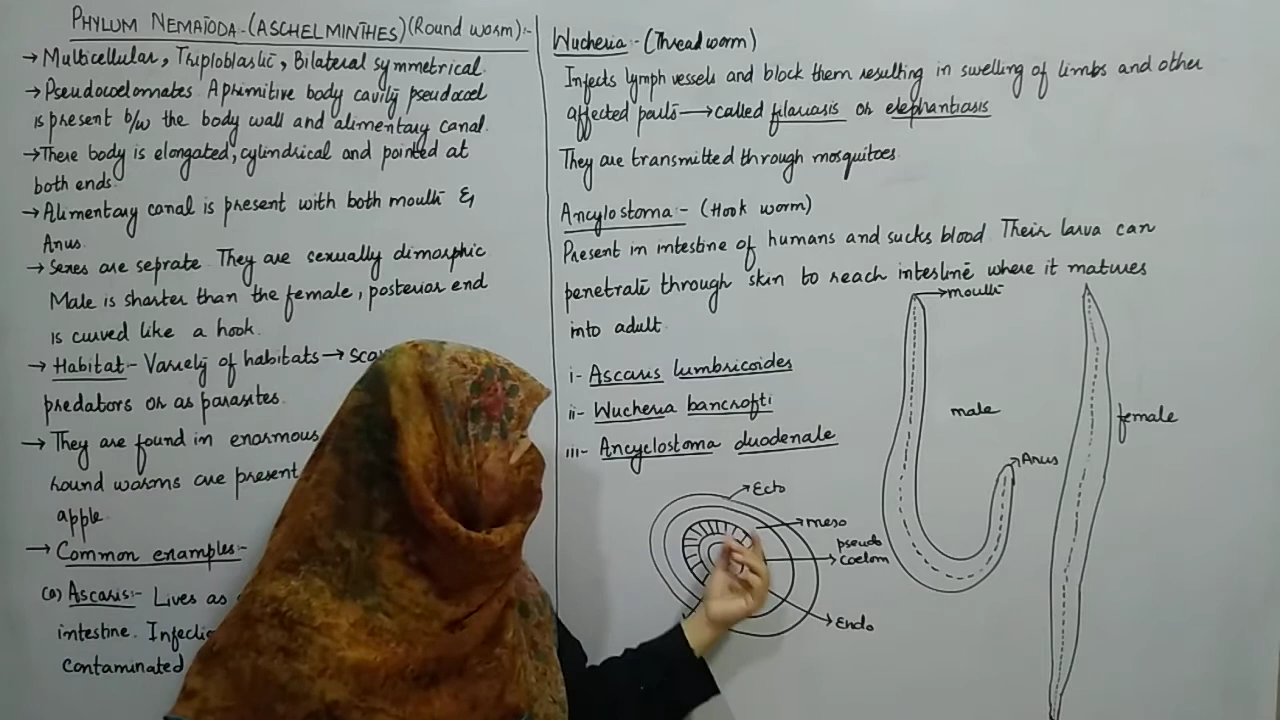 PHYLUM NEMATODA-(ASCHELMINTHES)(Round worm):-
→ Multicellular, Triploblastic, Bilateral symmetrical.
→ Pseudocoelomates. A primitive body cavity pseudocoel
is present b/w the body wall and alimentary canal.
→ There body is elongated, cylindrical and pointed at
both ends.
→ Alimentary canal is present with both mouth &
Anus.
→ Sexes are seprate. They are sexually dimorphic
Male is sharter than the female, posterior end
is curved like a hook.
→ Habitat:- Variety of habitats →
predators or as parasites.
→ They are found in enormous
round worms are present
apple.
→ Common enamples:-
(a) Ascaris:- Lives as
intestine.
contaminated
Wucheria:- (Thread worm)
Infects lymph vessels and block them resulting in swelling of limbs and other
affected parts → called filariasis or elephantiasis
They are transmitted through mosquitoes
Ancylostoma:- (Hook worm)
Present in intestine of humans and sucks blood. Their larva can
penetrate through skin to reach intestine where it matures
into adult.
i- Ascaris lumbricoides
ii- Wucheria bancrofti
iii- Ancyclostoma duodenale
mouth
male
female
Anus
Ecto
meso
pseudo
coelom
Endo